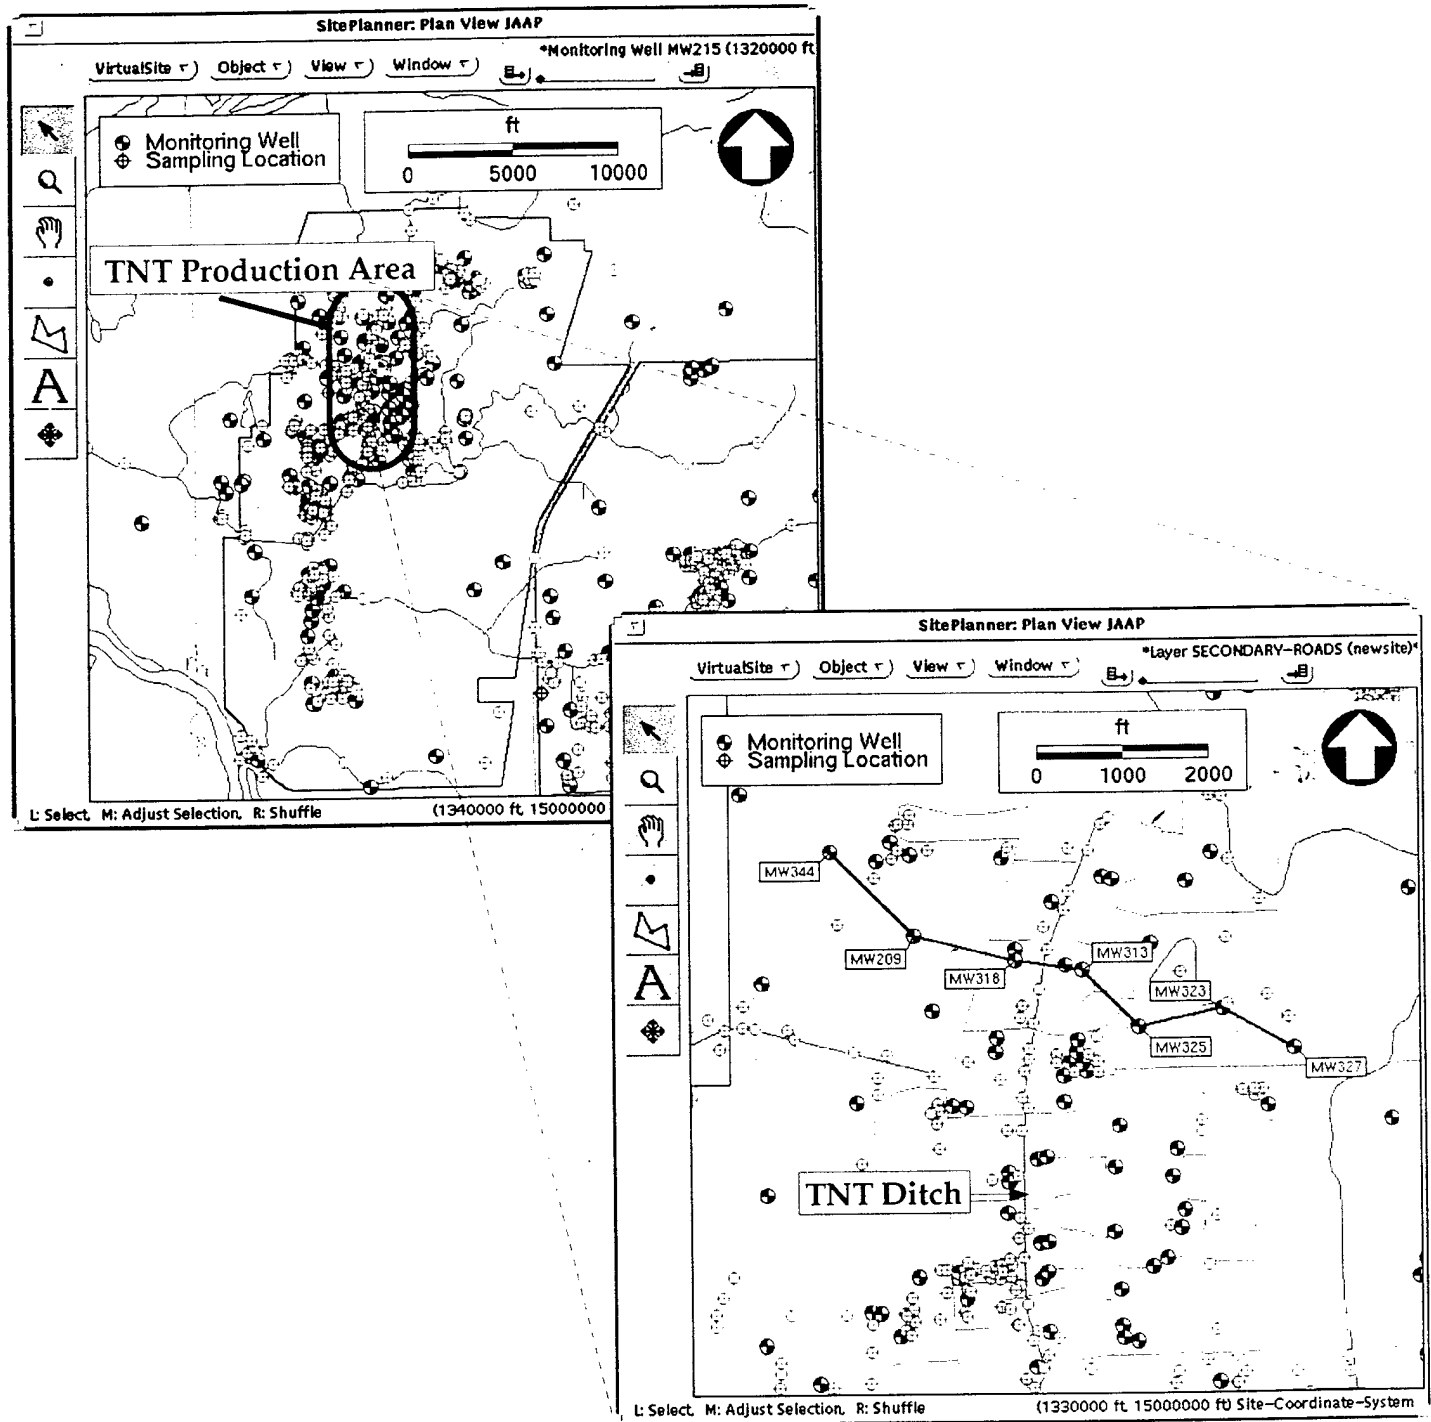 SitePlanner: Plan View JAAP
*Monitoring Well MW215 (1320000 ft
VirtualSite Object View Window
Monitoring Well
Sampling Location
ft
0 5000 10000
TNT Production Area
A
L: Select, M: Adjust Selection, R: Shuffle (1340000 ft, 15000000
SitePlanner: Plan View JAAP
*Layer SECONDARY-ROADS (newsite)*
VirtualSite Object View Window
Monitoring Well
Sampling Location
ft
0 1000 2000
MW344
MW209
MW318
MW313
MW323
MW325
MW327
A
TNT Ditch
L: Select, M: Adjust Selection, R: Shuffle (1330000 ft, 15000000 ft) Site-Coordinate-System